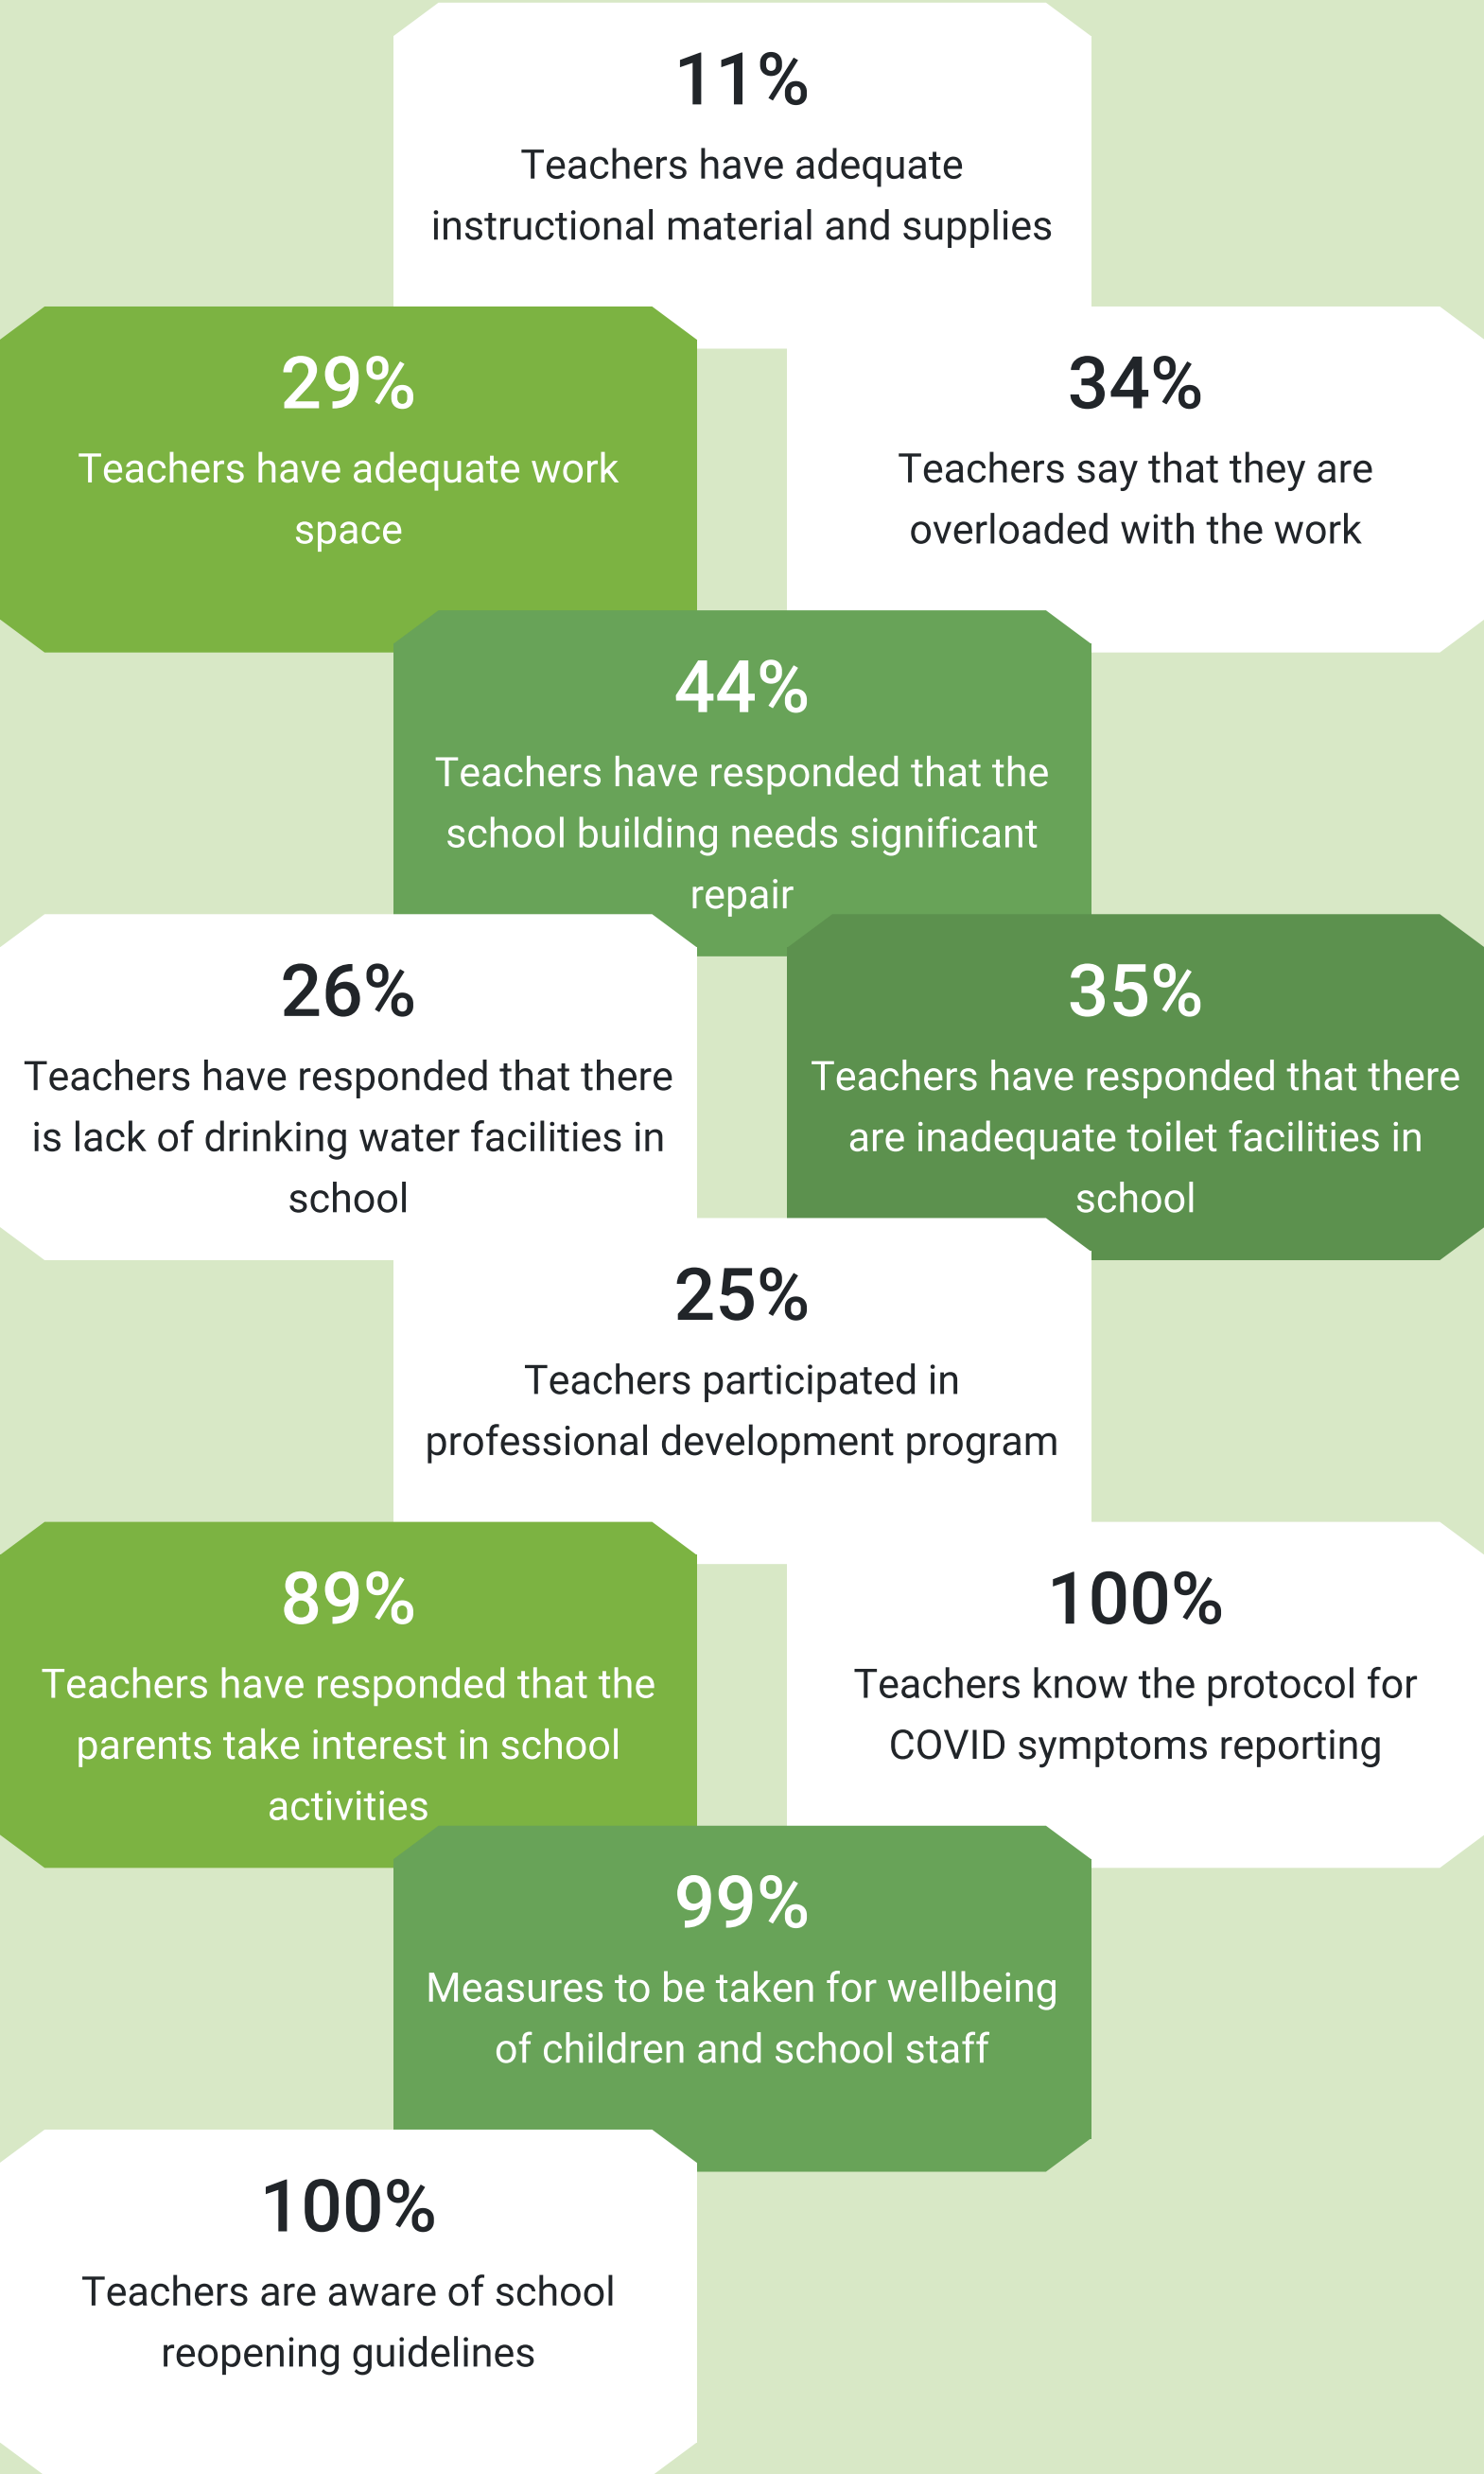 11%
Teachers have adequate
instructional material and supplies
29%
Teachers have adequate work
space
34%
Teachers say that they are
overloaded with the work
44%
Teachers have responded that the
school building needs significant
repair
26%
Teachers have responded that there
is lack of drinking water facilities in
school
35%
Teachers have responded that there
are inadequate toilet facilities in
school
25%
Teachers participated in
professional development program
89%
Teachers have responded that the
parents take interest in school
activities
100%
Teachers know the protocol for
COVID symptoms reporting
99%
Measures to be taken for wellbeing
of children and school staff
100%
Teachers are aware of school
reopening guidelines